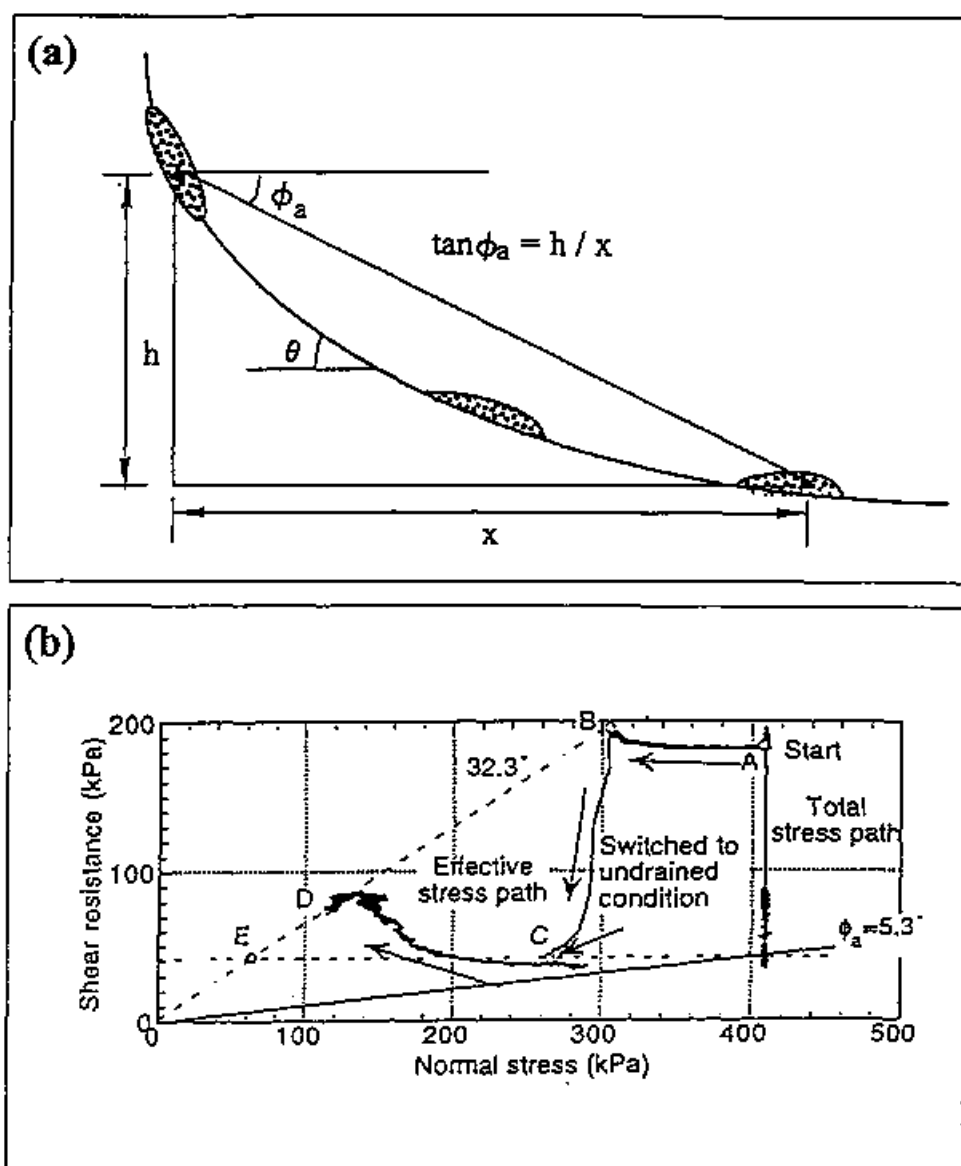 (a)
ϕa
tanϕa = h / x
h
θ
x
(b)
Shear rosistance (kPa)
200
100
0
B
32.3°
A
Start
Total
stress path
Switched to
undrained
condition
Effective
stress path
D
E
C
ϕa=5.3°
0
100
200
300
400
500
Normal stress (kPa)